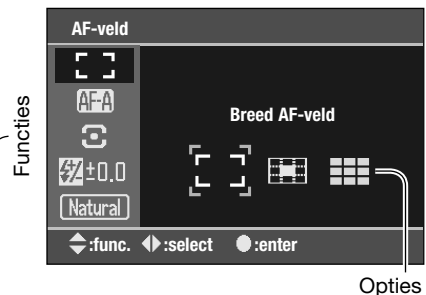 AF-veld
AF-A
Breed AF-veld
±0.0
Natural
:func. :select :enter
Functies
Opties